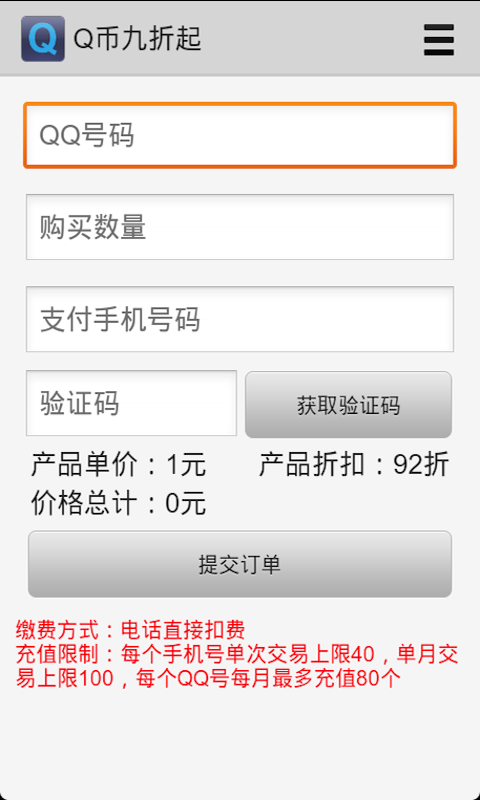 Q币九折起
QQ号码
购买数量
支付手机号码
验证码 获取验证码
产品单价：1元 产品折扣：92折
价格总计：0元
提交订单
缴费方式：电话直接扣费
充值限制：每个手机号单次交易上限40，单月交
易上限100，每个QQ号每月最多充值80个